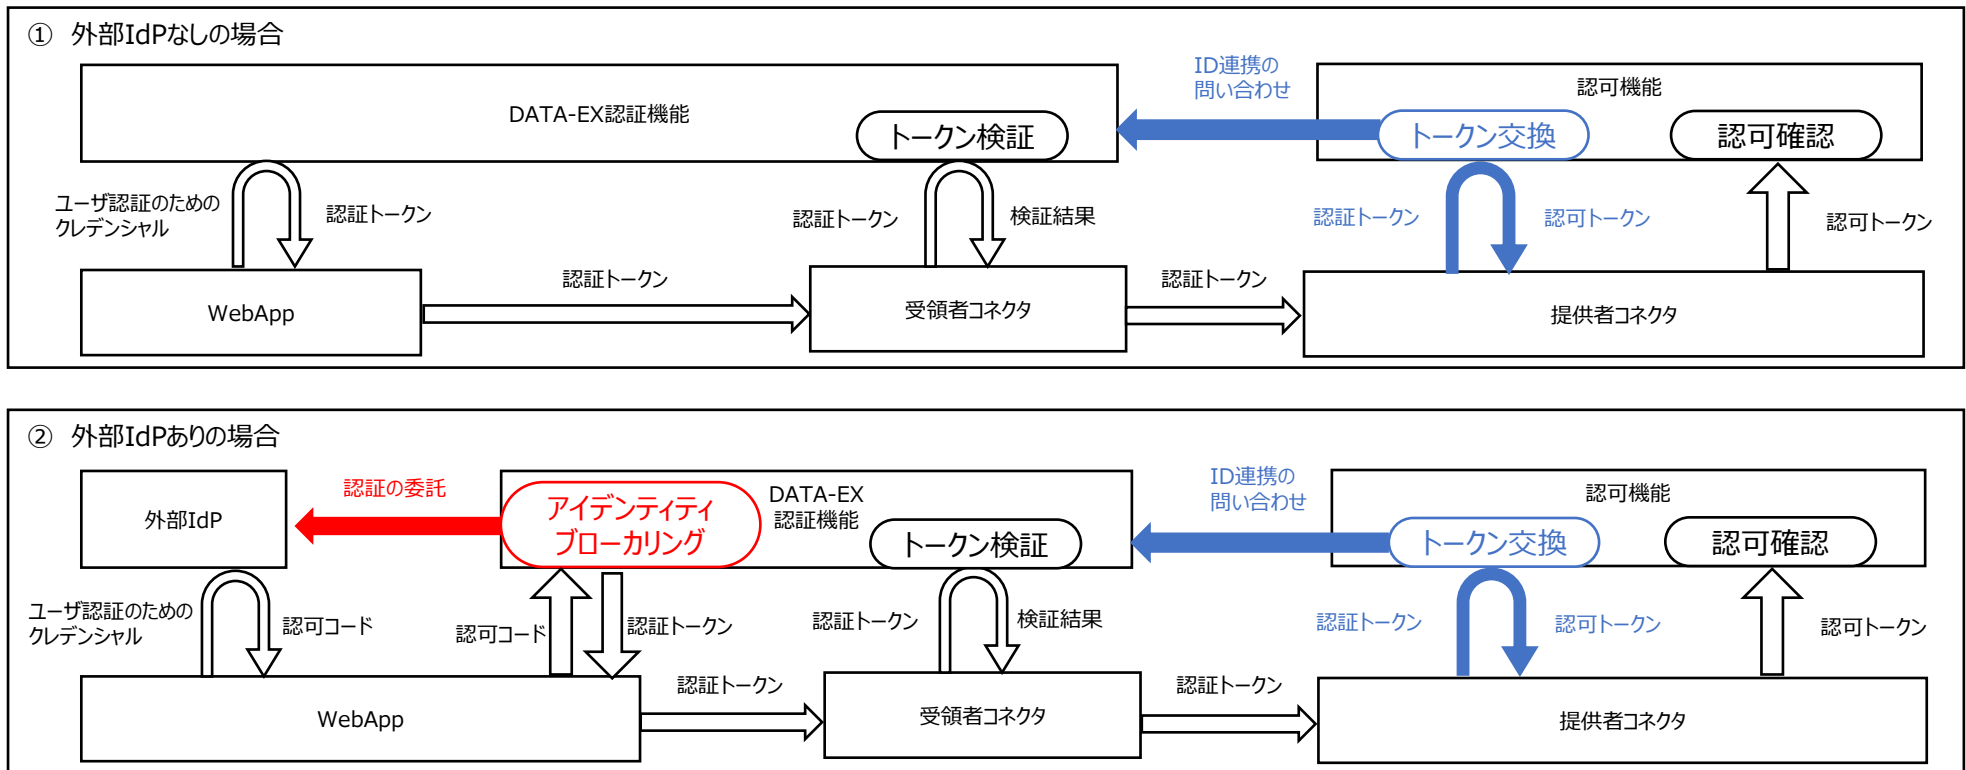 ① 外部IdPなしの場合
ID連携の
問い合わせ
認可機能
DATA-EX認証機能
トークン検証
トークン交換
認可確認
ユーザ認証のための
クレデンシャル
認証トークン
認証トークン
検証結果
認証トークン
認可トークン
認可トークン
認証トークン
認証トークン
WebApp
受領者コネクタ
提供者コネクタ
② 外部IdPありの場合
認証の委託
ID連携の
問い合わせ
外部IdP
アイデンティティ
ブローカリング
DATA-EX
認証機能
認可機能
トークン検証
トークン交換
認可確認
ユーザ認証のための
クレデンシャル
認可コード
認可コード
認証トークン
認証トークン
検証結果
認証トークン
認可トークン
認可トークン
認証トークン
認証トークン
WebApp
受領者コネクタ
提供者コネクタ